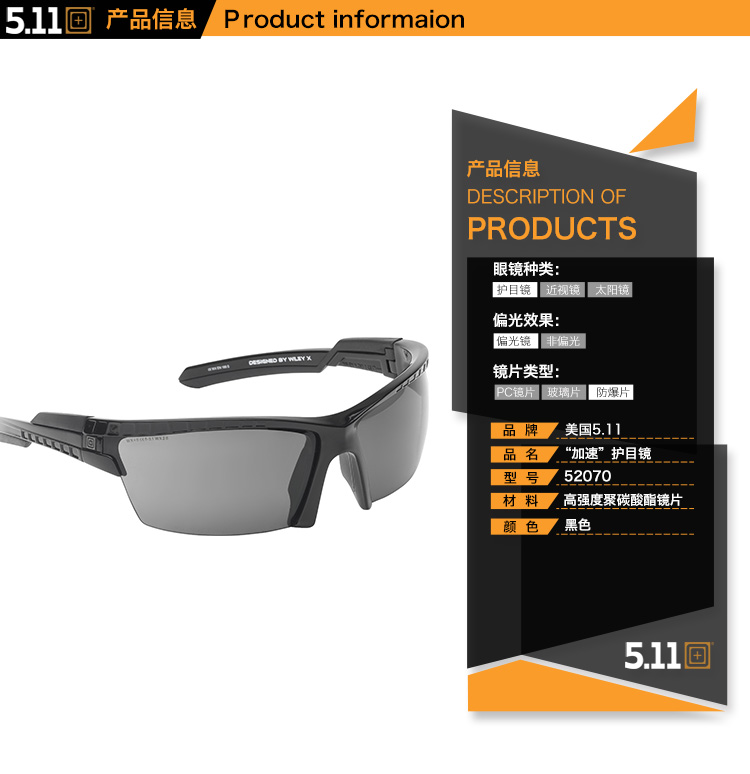 5.11 产品信息 Product informaion
产品信息
DESCRIPTION OF
PRODUCTS
眼镜种类：
护目镜 近视镜 太阳镜
偏光效果：
偏光镜 非偏光
镜片类型：
PC镜片 玻璃片 防爆片
品 牌 美国5.11
品 名 “加速”护目镜
型 号 52070
材 料 高强度聚碳酸酯镜片
颜 色 黑色
DESIGNED BY WILEY X
5.11